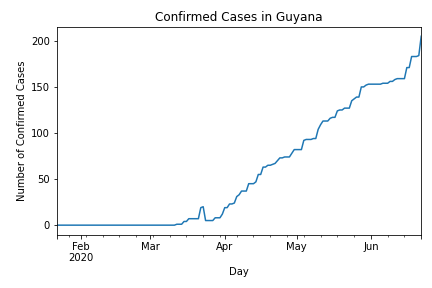 Confirmed Cases in Guyana
200
150
100
50
0
Number of Confirmed Cases
Feb Mar Apr May Jun
2020
Day